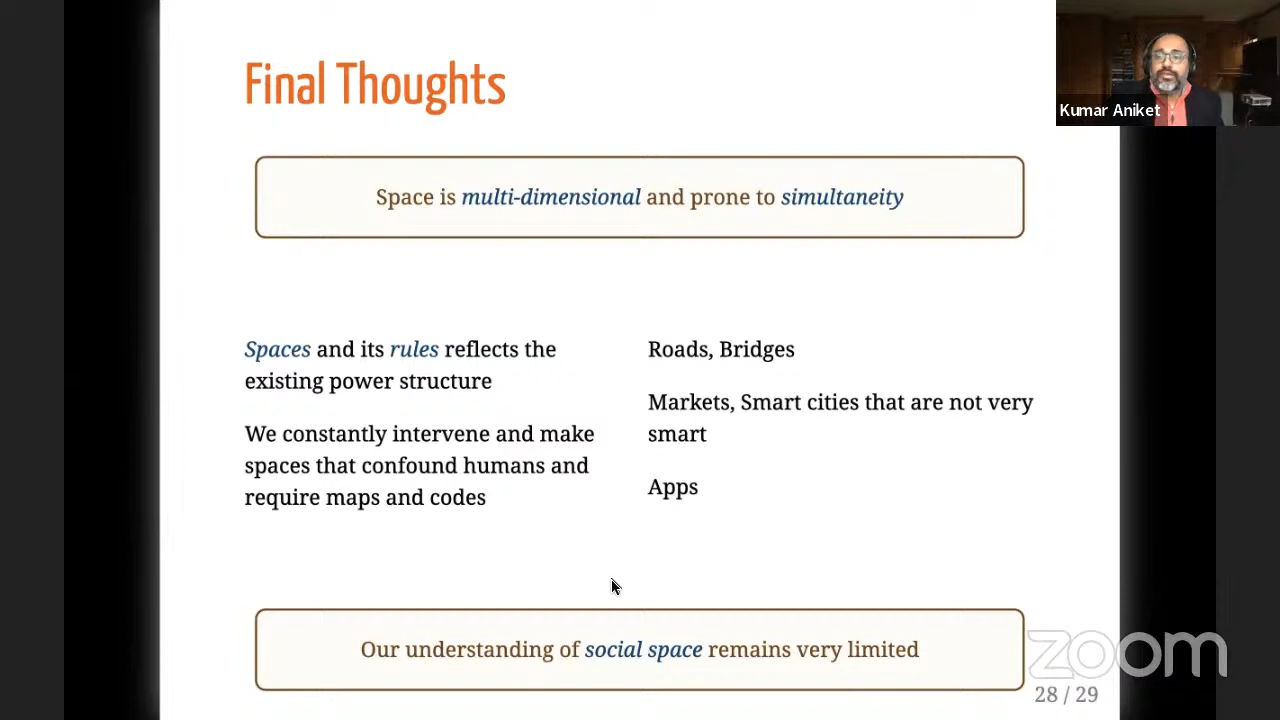 Final Thoughts
Kumar Aniket
Space is multi-dimensional and prone to simultaneity
Spaces and its rules reflects the
existing power structure
We constantly intervene and make
spaces that confound humans and
require maps and codes
Roads, Bridges
Markets, Smart cities that are not very
smart
Apps
Our understanding of social space remains very limited
zoom
28 / 29